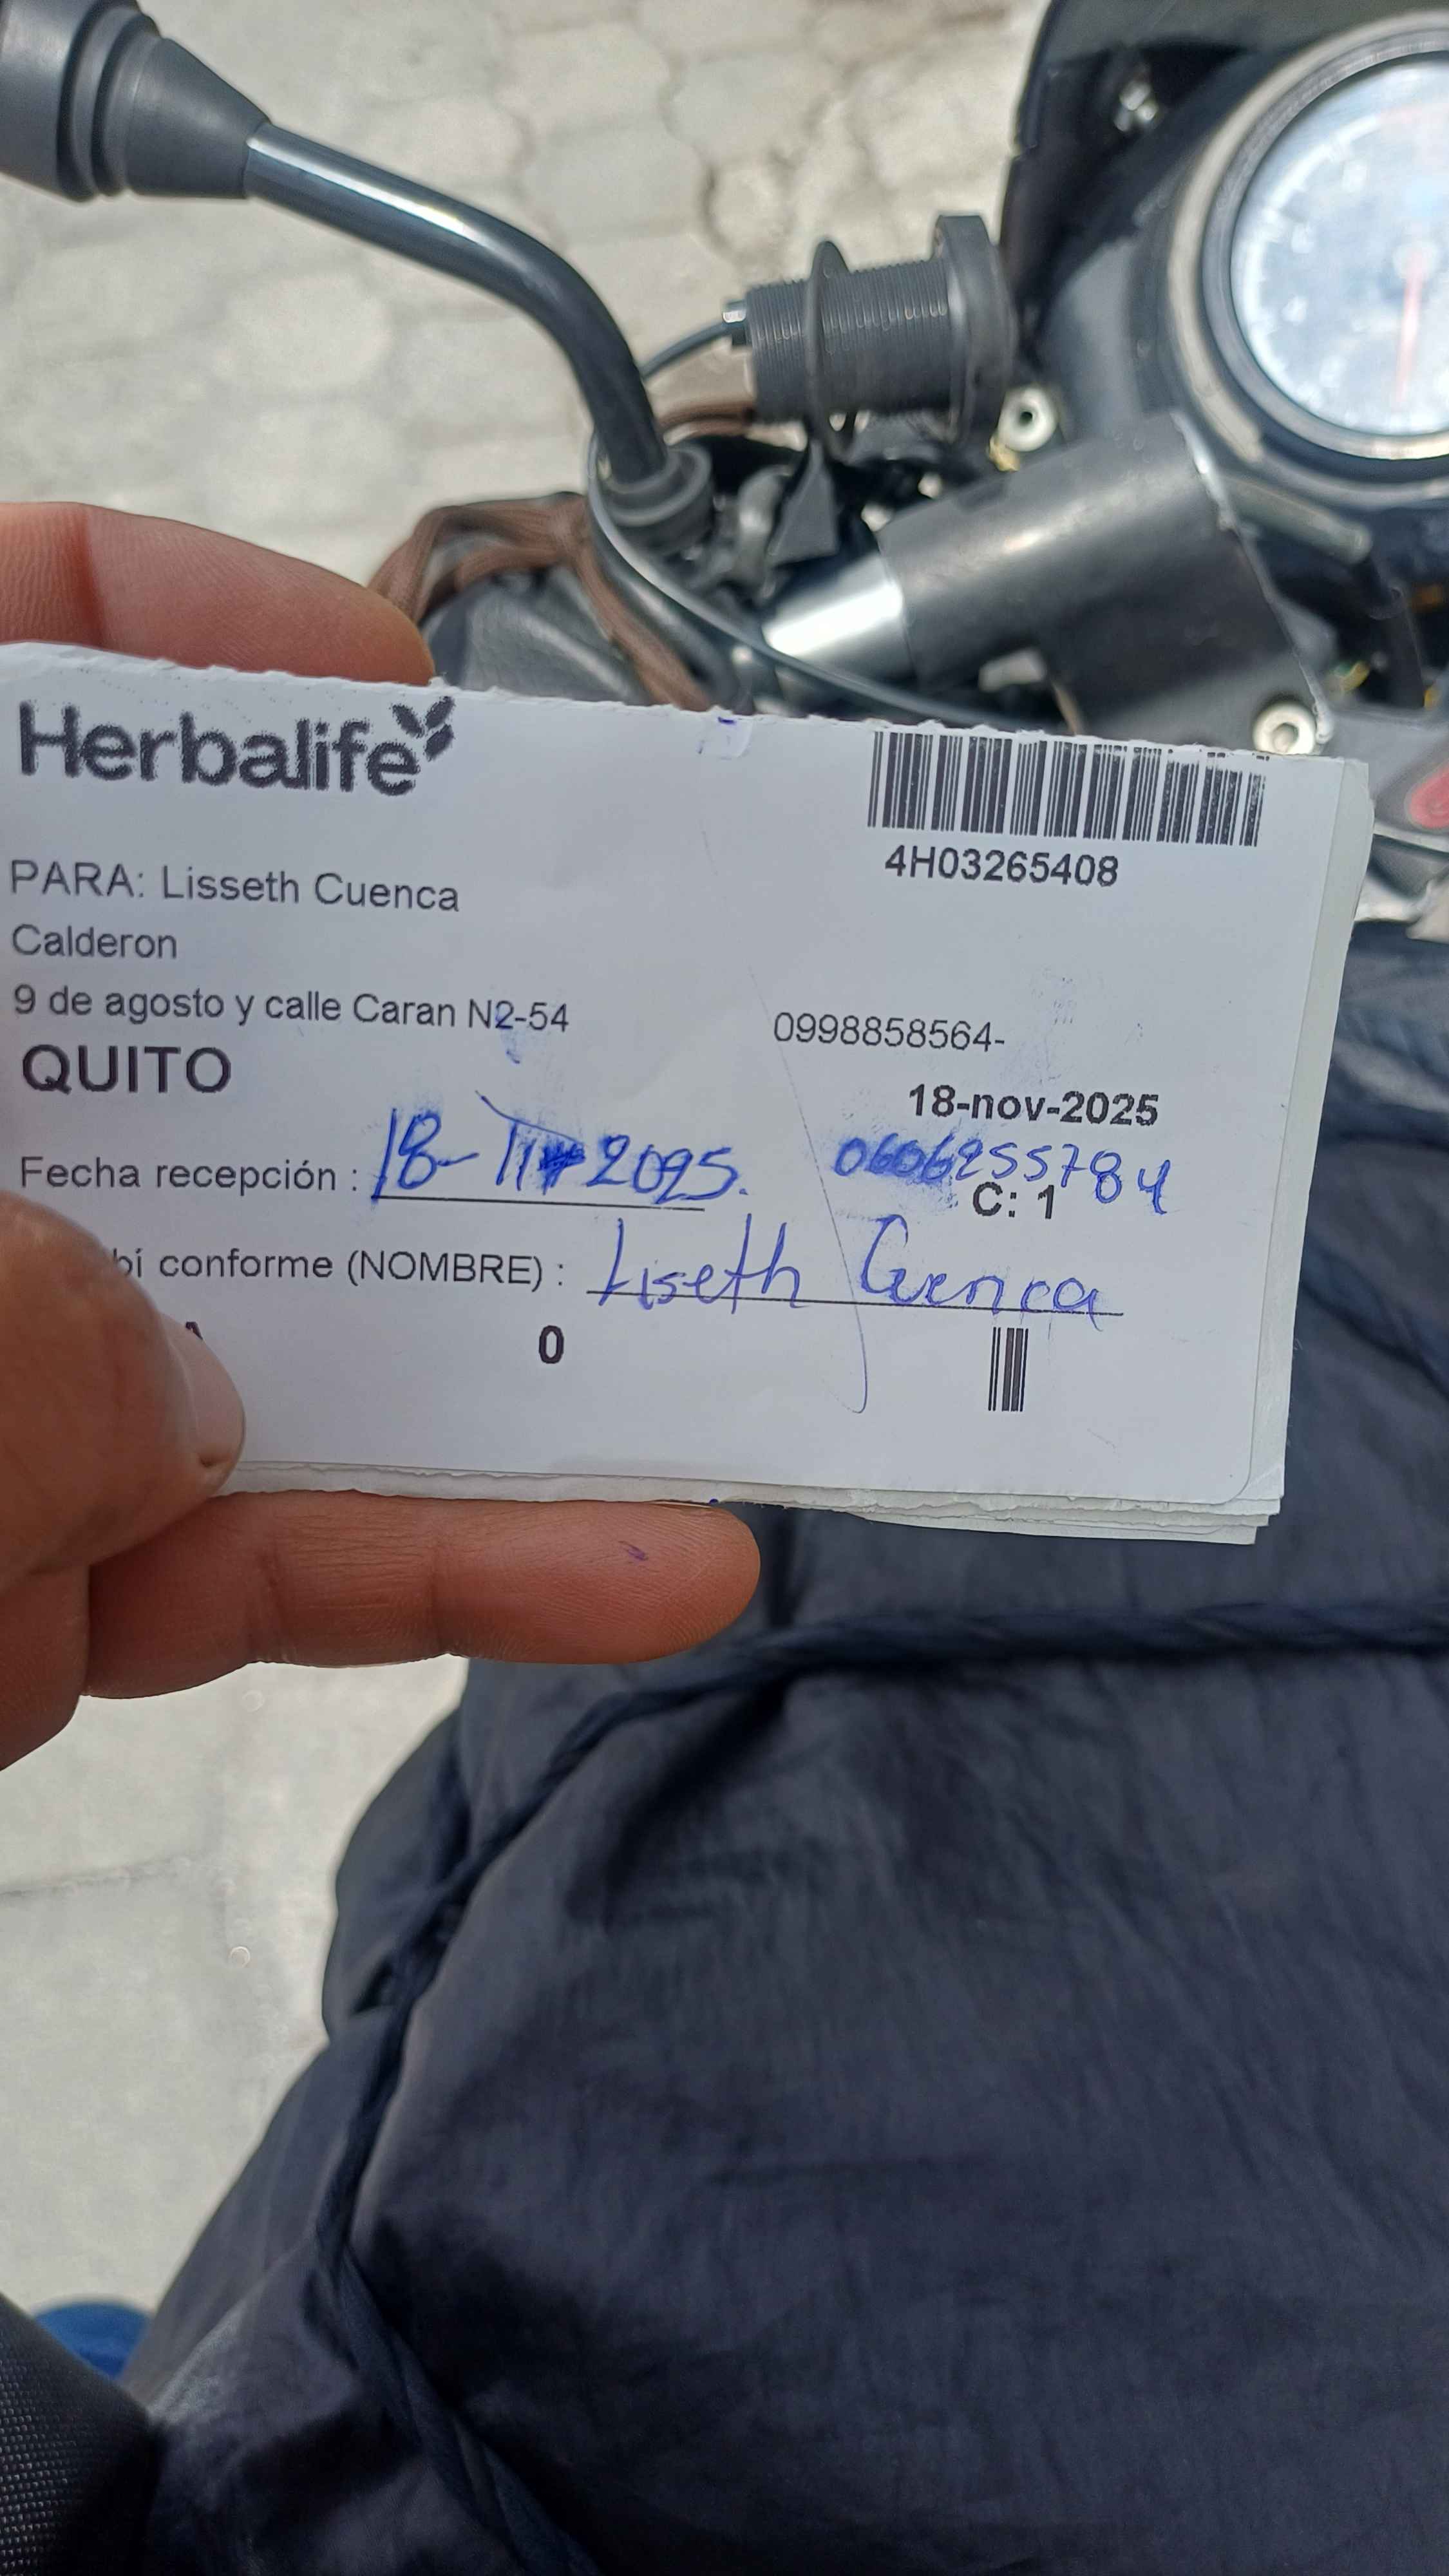 Herbalife
4H03265408
PARA: Lisseth Cuenca
Calderon
9 de agosto y calle Caran N2-54
0998858564-
QUITO
18-nov-2025
Fecha recepción : 18- 11 2025.
C: 1
bí conforme (NOMBRE) : Liseth Cuenca
0